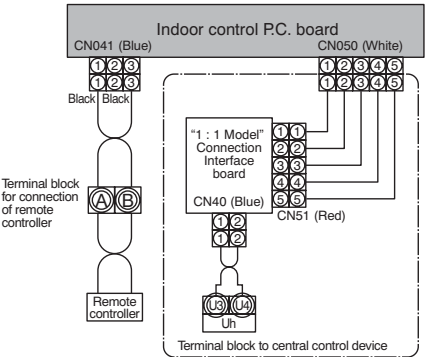 Indoor control P.C. board
CN041 (Blue)
CN050 (White)
1 2 3
1 2 3
1 2 3 4 5
1 2 3 4 5
Black Black
"1 : 1 Model"
Connection
Interface
board
CN40 (Blue)
1 1
2 2
3 3
4 4
5 5
CN51 (Red)
1 2
1 2
Terminal block
for connection
of remote
controller
A B
Remote
controller
U3 U4
Uh
Terminal block to central control device